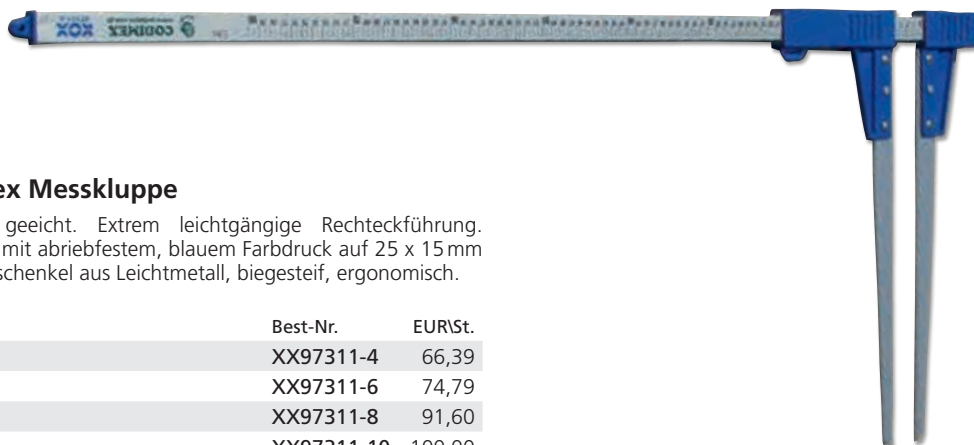 XOX CODIMEX
ex Messkluppe
geeicht. Extrem leichtgängige Rechteckführung.
mit abriebfestem, blauem Farbdruck auf 25 x 15 mm
schenkel aus Leichtmetall, biegesteif, ergonomisch.
Best-Nr. EUR\St.
XX97311-4 66,39
XX97311-6 74,79
XX97311-8 91,60